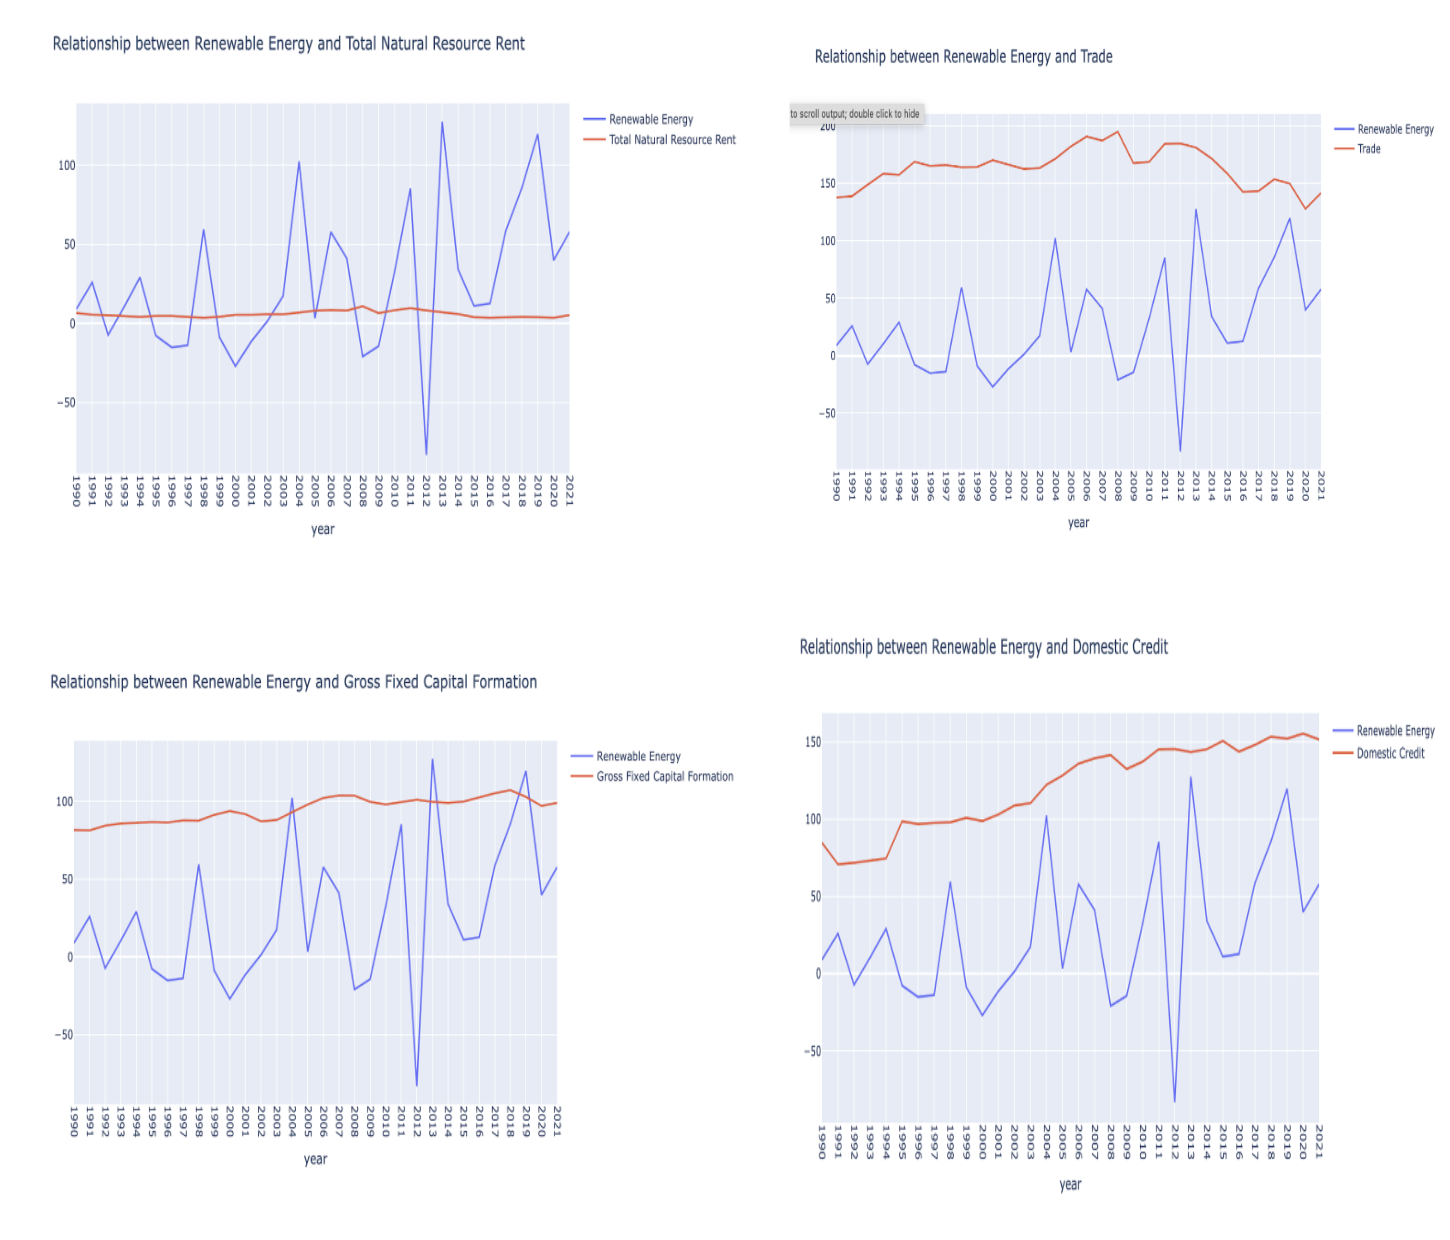 Relationship between Renewable Energy and Total Natural Resource Rent
Renewable Energy
Total Natural Resource Rent
100
50
0
−50
1990 1991 1992 1993 1994 1995 1996 1997 1998 1999 2000 2001 2002 2003 2004 2005 2006 2007 2008 2009 2010 2011 2012 2013 2014 2015 2016 2017 2018 2019 2020 2021
year
Relationship between Renewable Energy and Trade
to scroll output; double click to hide
Renewable Energy
Trade
200
150
100
50
0
−50
1990 1991 1992 1993 1994 1995 1996 1997 1998 1999 2000 2001 2002 2003 2004 2005 2006 2007 2008 2009 2010 2011 2012 2013 2014 2015 2016 2017 2018 2019 2020 2021
year
Relationship between Renewable Energy and Gross Fixed Capital Formation
Renewable Energy
Gross Fixed Capital Formation
100
50
0
−50
1990 1991 1992 1993 1994 1995 1996 1997 1998 1999 2000 2001 2002 2003 2004 2005 2006 2007 2008 2009 2010 2011 2012 2013 2014 2015 2016 2017 2018 2019 2020 2021
year
Relationship between Renewable Energy and Domestic Credit
Renewable Energy
Domestic Credit
150
100
50
0
−50
1990 1991 1992 1993 1994 1995 1996 1997 1998 1999 2000 2001 2002 2003 2004 2005 2006 2007 2008 2009 2010 2011 2012 2013 2014 2015 2016 2017 2018 2019 2020 2021
year